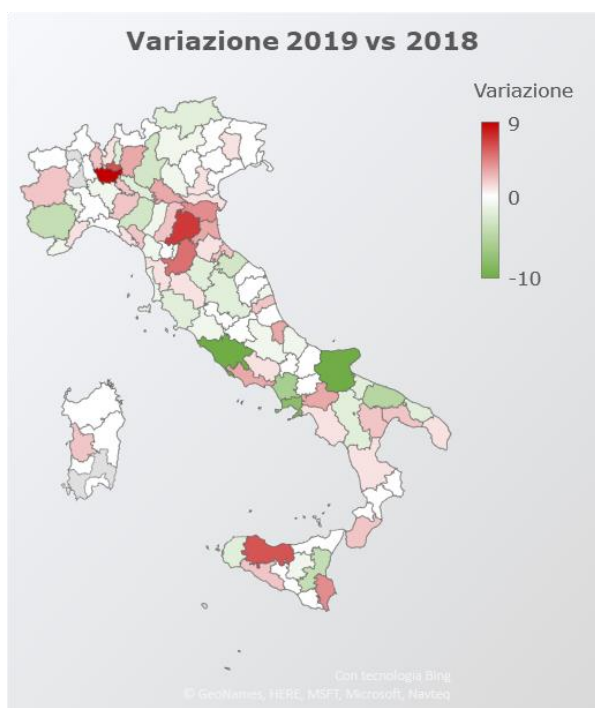 Variazione 2019 vs 2018
Variazione
9
0
-10
Con tecnologia Bing
© GeoNames, HERE, MSFT, Microsoft, Navteq